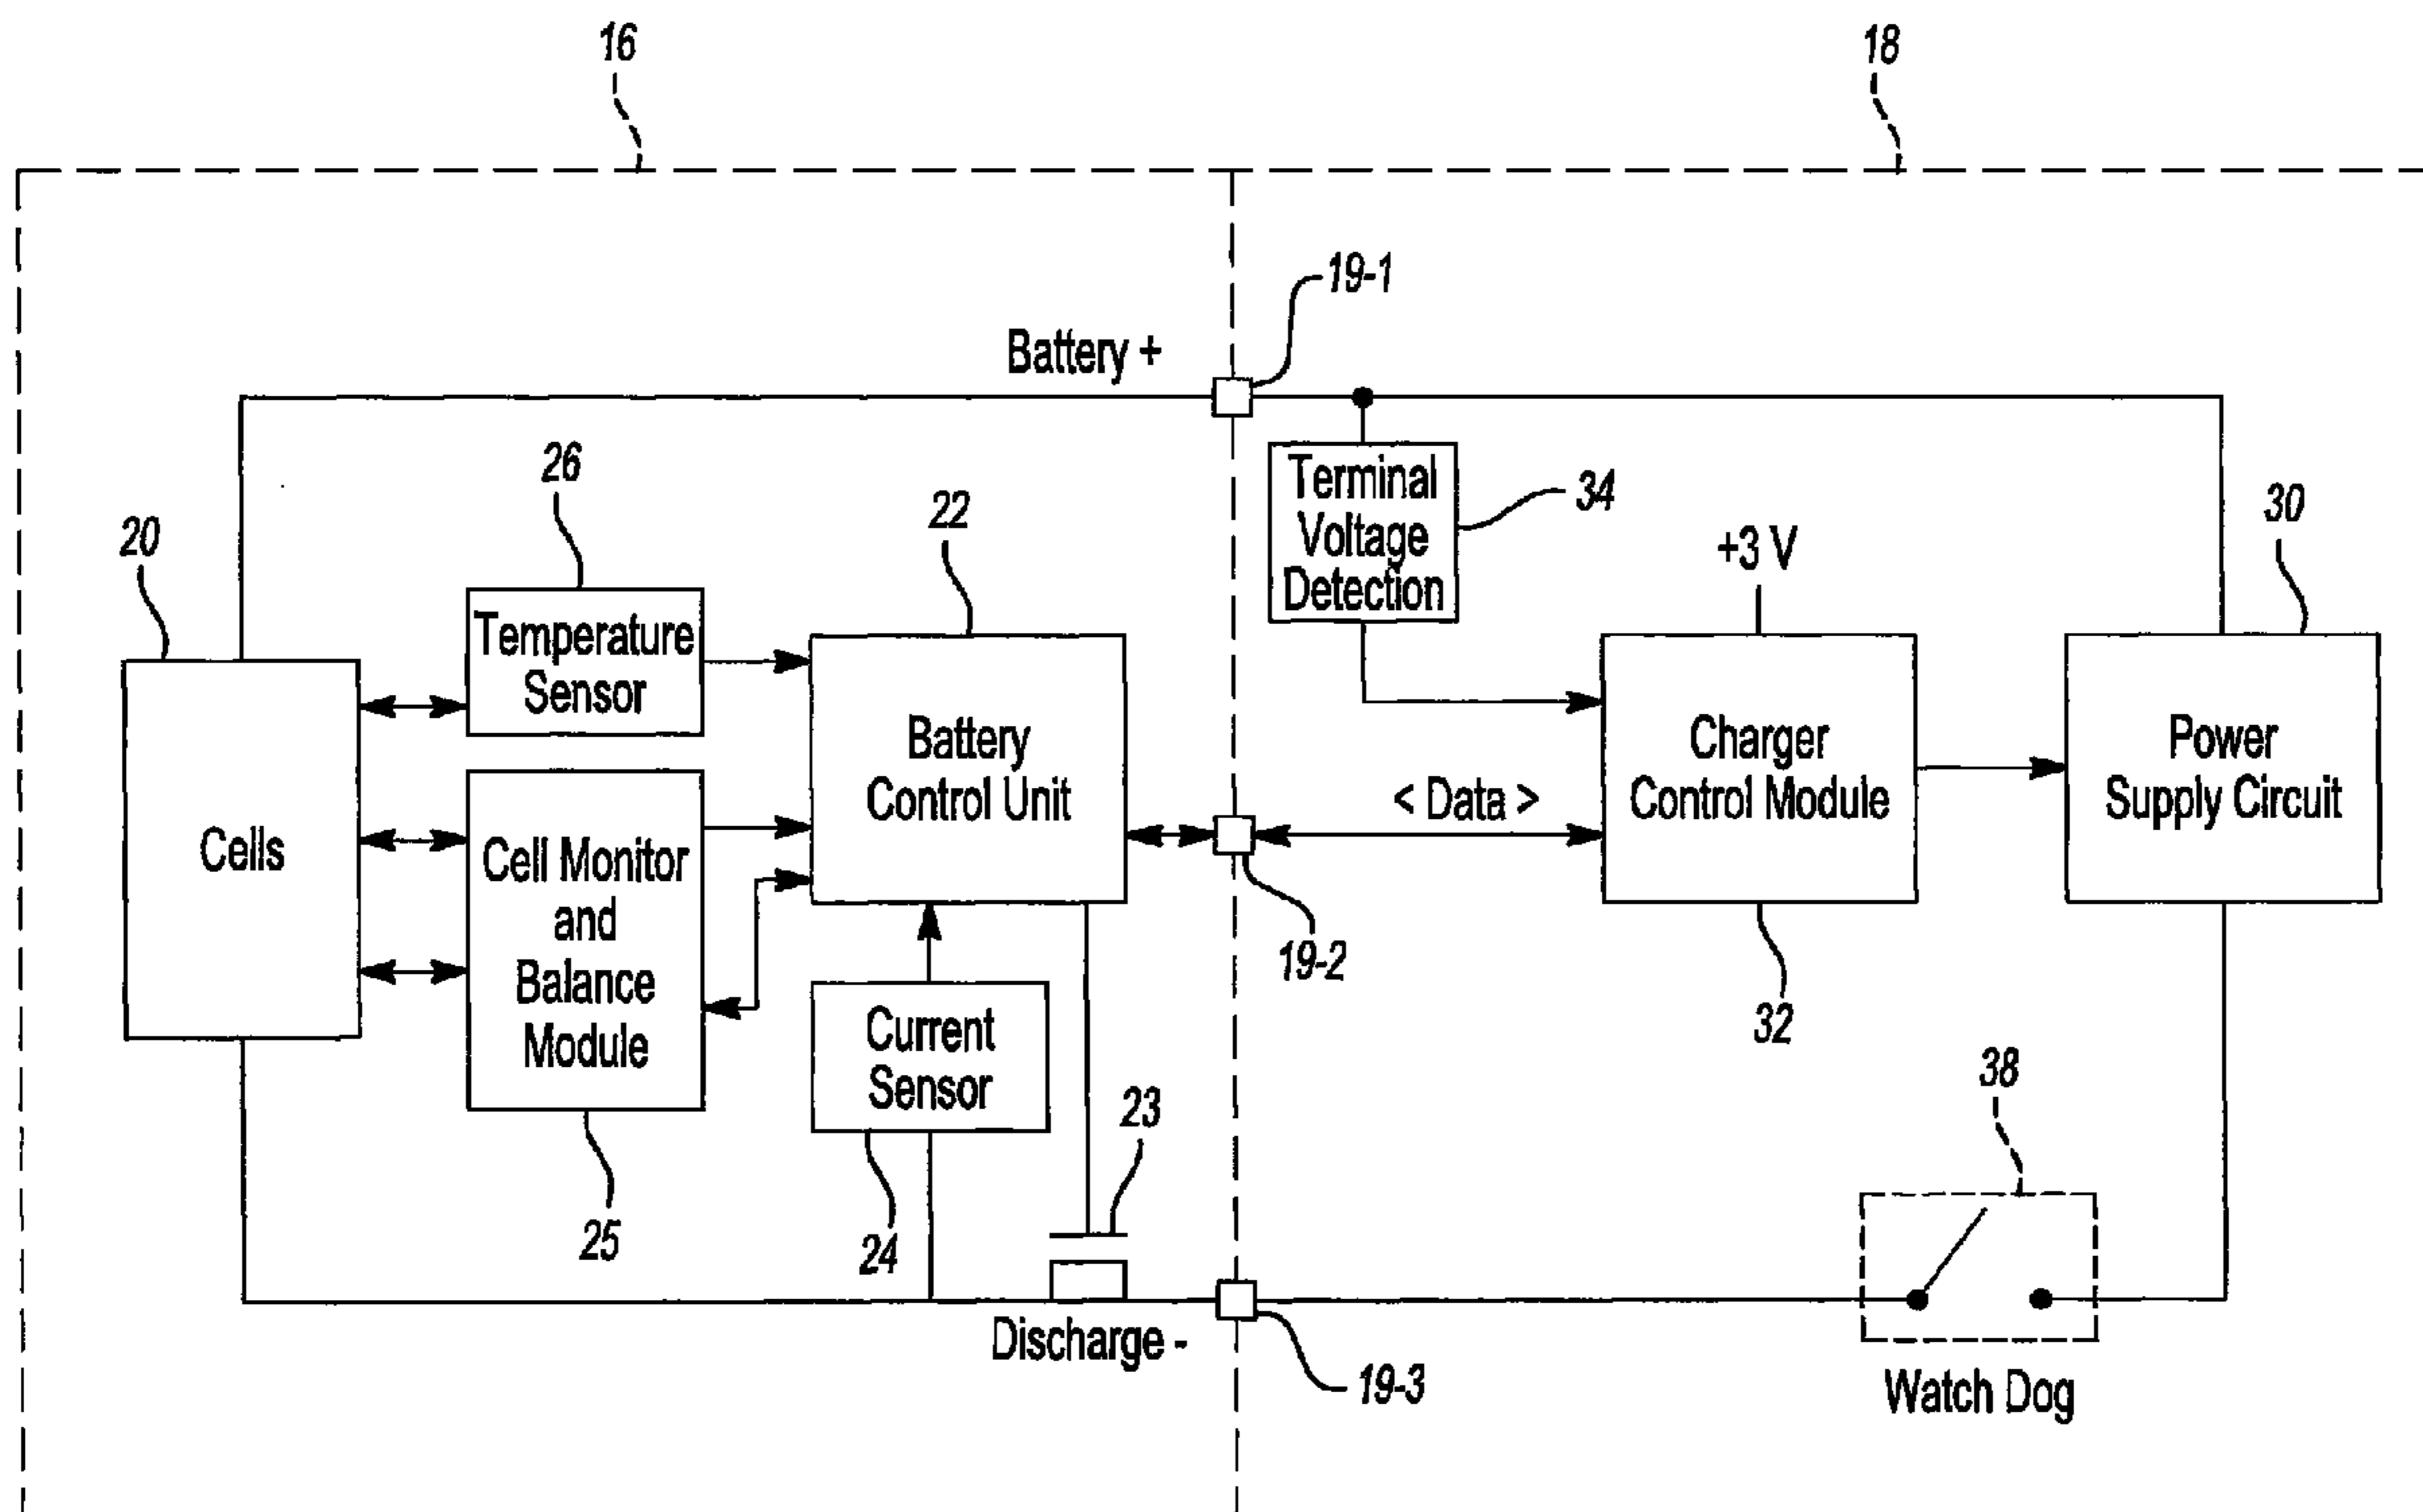 16
18
19-1
Battery +
26
22
34
30
20
Terminal
Voltage
Detection
+3 V
Temperature
Sensor
Battery
Control Unit
Charger
Control Module
Power
Supply Circuit
< Data >
Cells
Cell Monitor
and
Balance
Module
19-2
32
Current
Sensor
38
23
25
24
Discharge -
19-3
Watch Dog